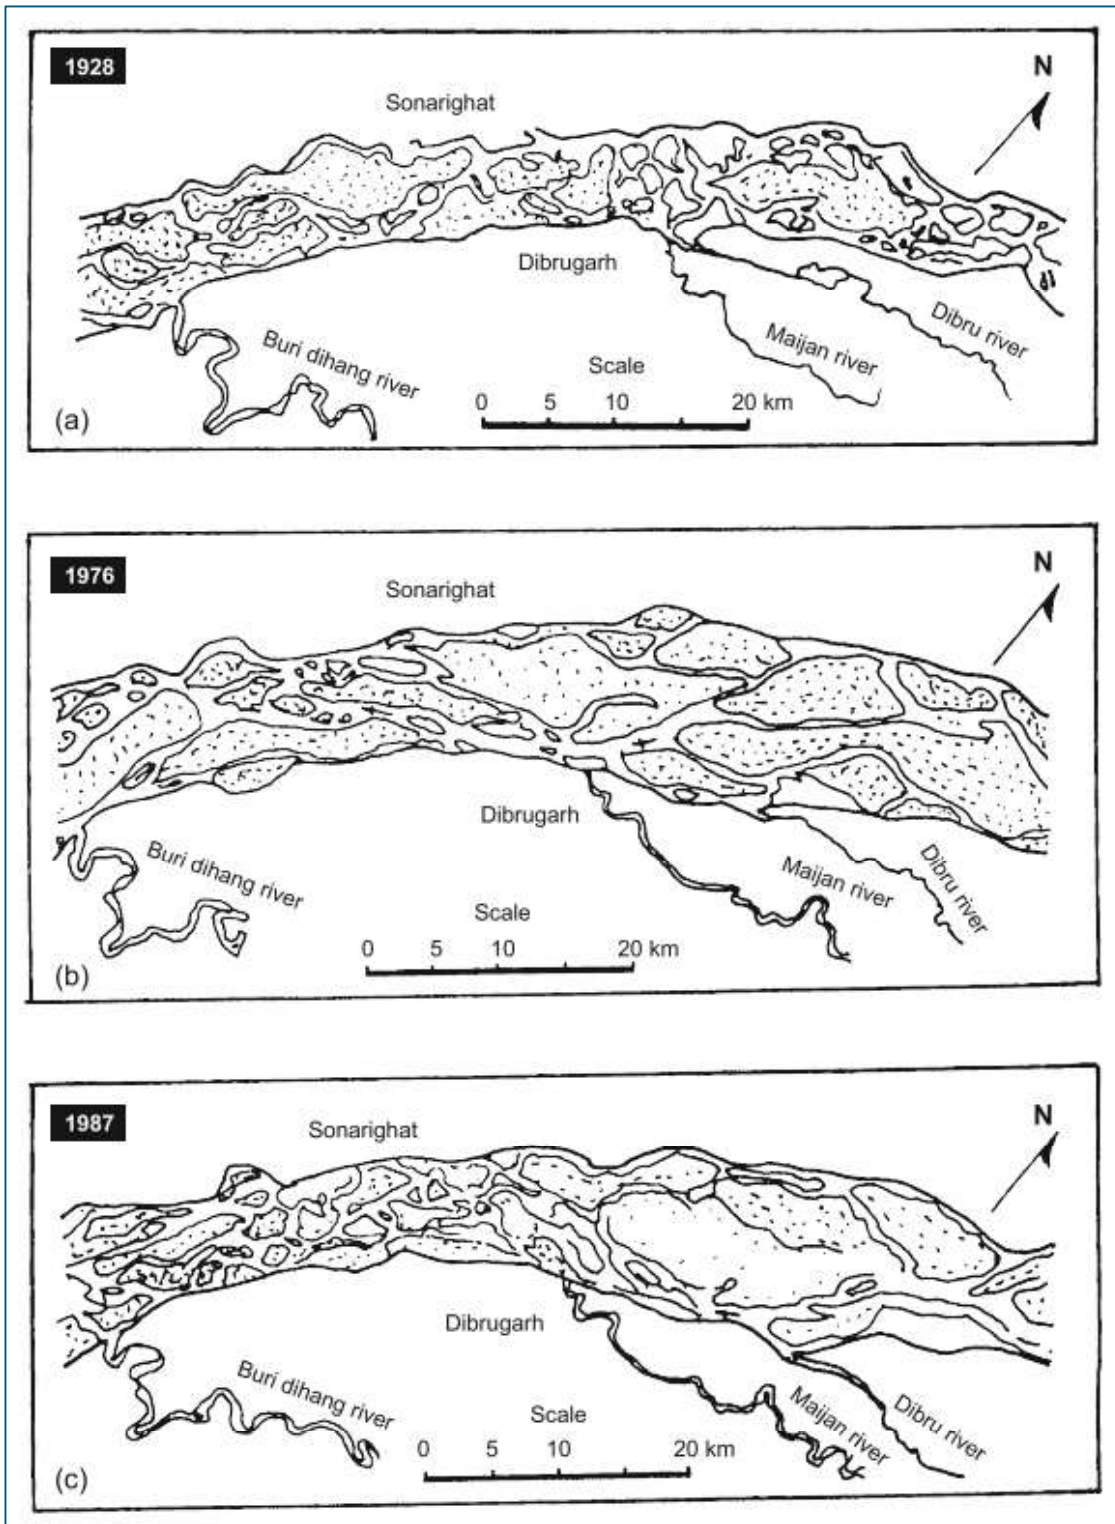 1928
N
Sonarighat
Dibrugarh
Buri dihang river
Maijan river
Dibru river
Scale
0 5 10 20 km
(a)
1976
N
Sonarighat
Dibrugarh
Buri dihang river
Maijan river
Dibru river
Scale
0 5 10 20 km
(b)
1987
N
Sonarighat
Dibrugarh
Buri dihang river
Maijan river
Dibru river
Scale
0 5 10 20 km
(c)